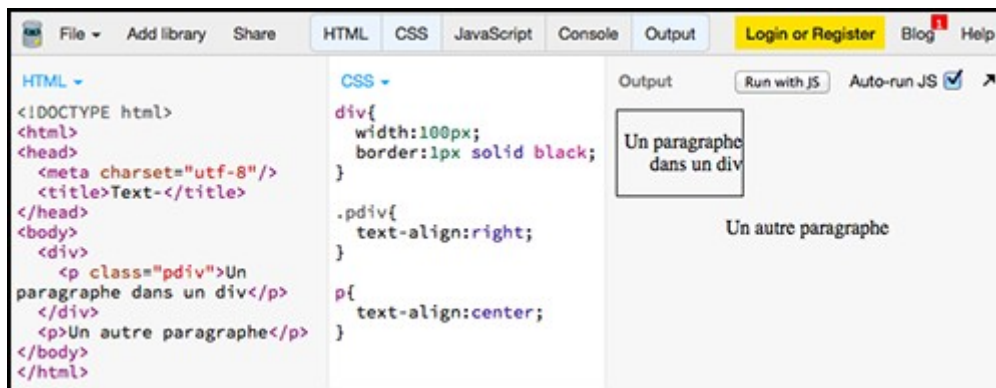 File Add library Share HTML CSS JavaScript Console Output Login or Register Blog 1 Help
HTML
<!DOCTYPE html>
<html>
<head>
<meta charset="utf-8"/>
<title>Text-</title>
</head>
<body>
<div>
<p class="pdiv">Un
paragraphe dans un div</p>
</div>
<p>Un autre paragraphe</p>
</body>
</html>
CSS
div{
width:100px;
border:1px solid black;
}
.pdiv{
text-align:right;
}
p{
text-align:center;
}
Output Run with JS Auto-run JS
Un paragraphe
dans un div
Un autre paragraphe